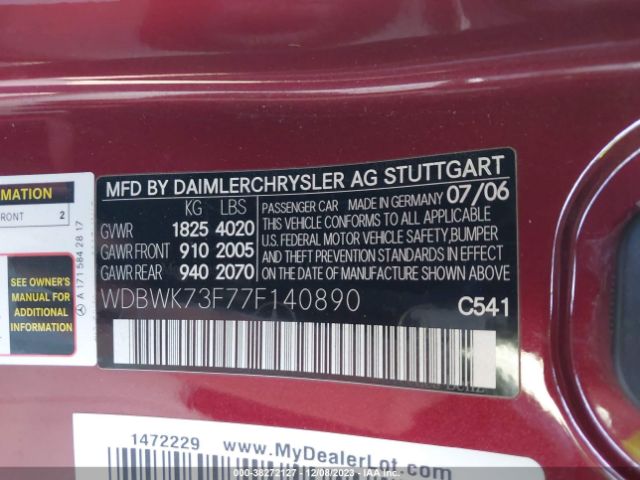 MFD BY DAIMLERCHRYSLER AG STUTTGART
KG LBS
GVWR 1825 4020
GAWR FRONT 910 2005
GAWR REAR 940 2070
PASSENGER CAR MADE IN GERMANY 07/06
THIS VEHICLE CONFORMS TO ALL APPLICABLE
U.S. FEDERAL MOTOR VEHICLE SAFETY, BUMPER
AND THEFT PREVENTION STANDARDS IN EFFECT
ON THE DATE OF MANUFACTURE SHOWN ABOVE.
WDBWK73F77F140890
C541
MATION
RONT 2
SEE OWNER'S
MANUAL FOR
ADDITIONAL
INFORMATION
A 171 584 28 17
1472229 www.MyDealerLot.com
000-38272127 - 12/08/2023 - IAAI.com